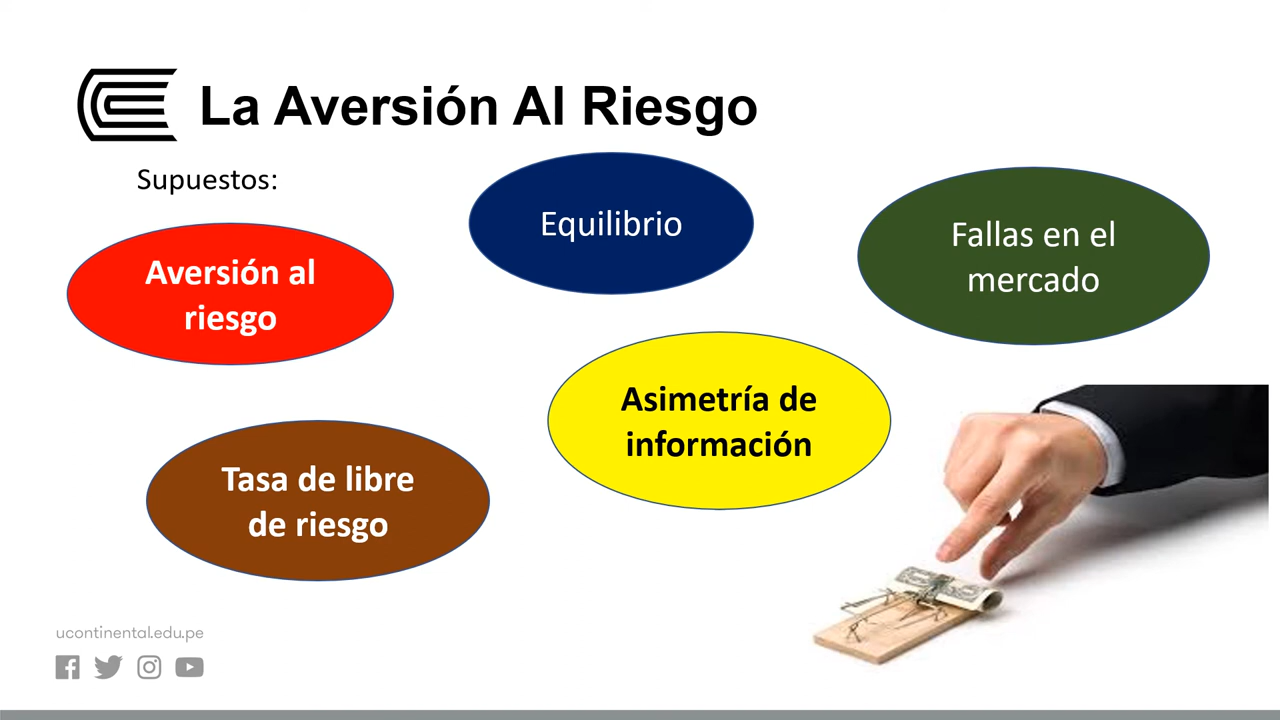 La Aversión Al Riesgo
Supuestos:
Equilibrio
Fallas en el
mercado
Aversión al
riesgo
Asimetría de
información
Tasa de libre
de riesgo
ucontinental.edu.pe